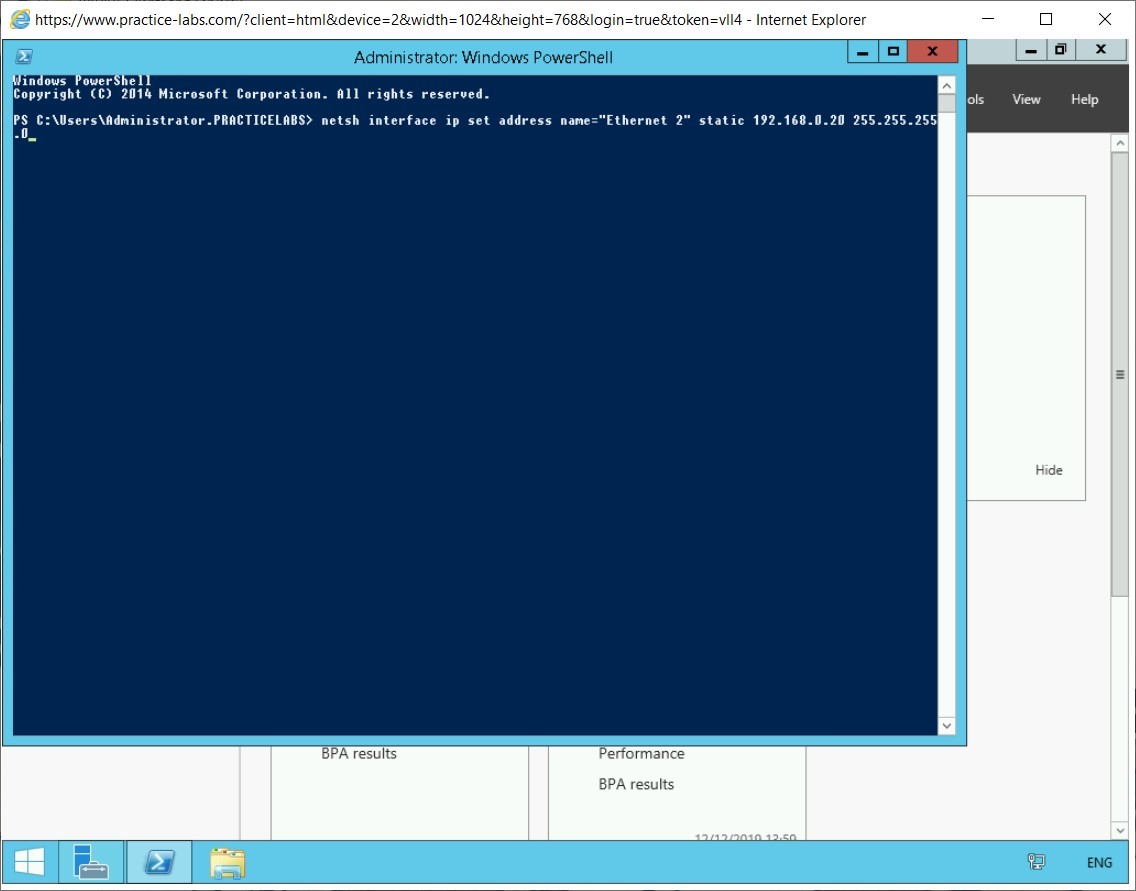 https://www.practice-labs.com/?client=html&device=2&width=1024&height=768&login=true&token=vll4 - Internet Explorer
Administrator: Windows PowerShell
Windows PowerShell
Copyright (C) 2014 Microsoft Corporation. All rights reserved.
PS C:\Users\Administrator.PRACTICELABS> netsh interface ip set address name="Ethernet 2" static 192.168.0.20 255.255.255
.0_
ols View Help
Hide
BPA results
Performance
BPA results
12/12/2019 13:59
ENG